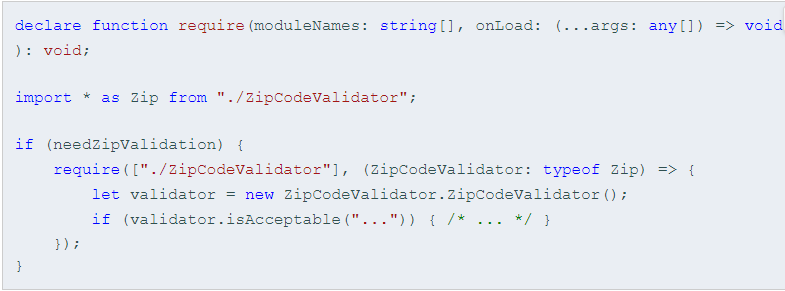 declare function require(moduleNames: string[], onLoad: (...args: any[]) => void
): void;
import * as Zip from "./ZipCodeValidator";
if (needZipValidation) {
require(["./ZipCodeValidator"], (ZipCodeValidator: typeof Zip) => {
let validator = new ZipCodeValidator.ZipCodeValidator();
if (validator.isAcceptable("...")) { /* ... */ }
});
}